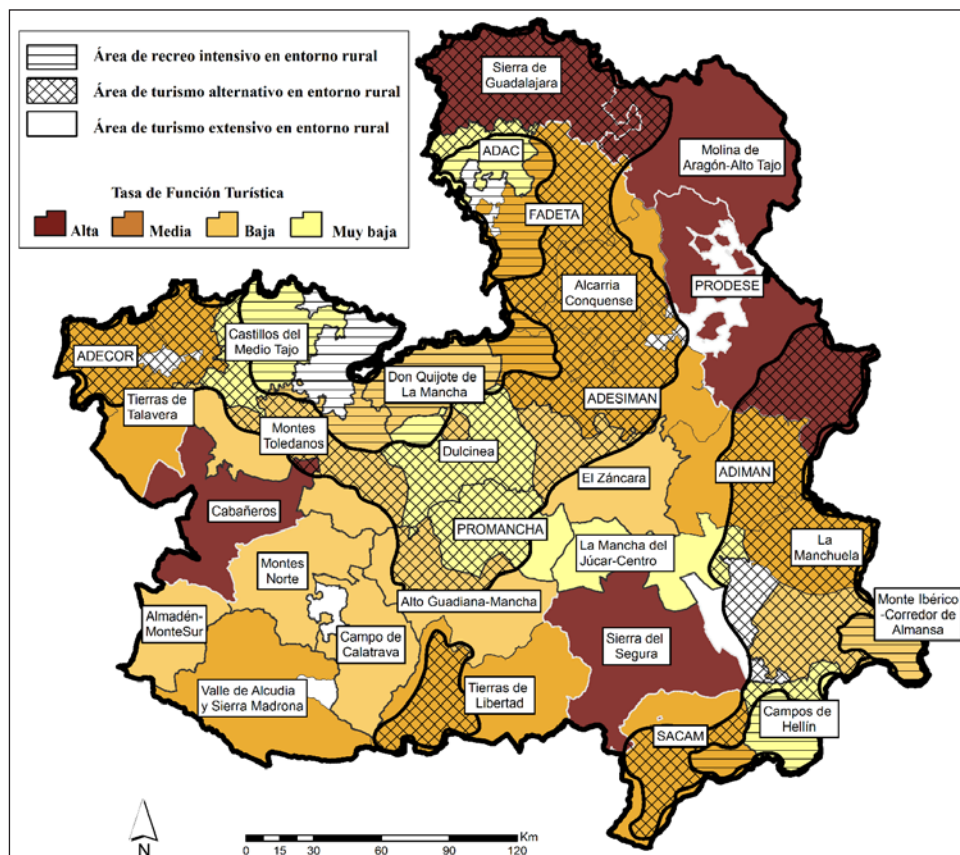 Área de recreo intensivo en entorno rural
Área de turismo alternativo en entorno rural
Área de turismo extensivo en entorno rural
Tasa de Función Turística
Alta
Media
Baja
Muy baja
Sierra de
Guadalajara
ADAC
Molina de
Aragón-Alto Tajo
FADETA
Alcarria
Conquense
PRODESE
Castillos del
Medio Tajo
ADECOR
Don Quijote de
La Mancha
Tierras de
Talavera
ADESIMAN
Montes
Toledanos
Dulcinea
El Záncara
ADIMAN
Cabañeros
PROMANCHA
La Mancha del
Júcar-Centro
La
Manchuela
Montes
Norte
Alto Guadiana-Mancha
Monte Ibérico
-Corredor de
Almansa
Almadén-
MonteSur
Campo de
Calatrava
Sierra del
Segura
Valle de Alcudia
y Sierra Madrona
Tierras de
Libertad
Campos de
Hellín
SACAM
N
Km
0 15 30 60 90 120